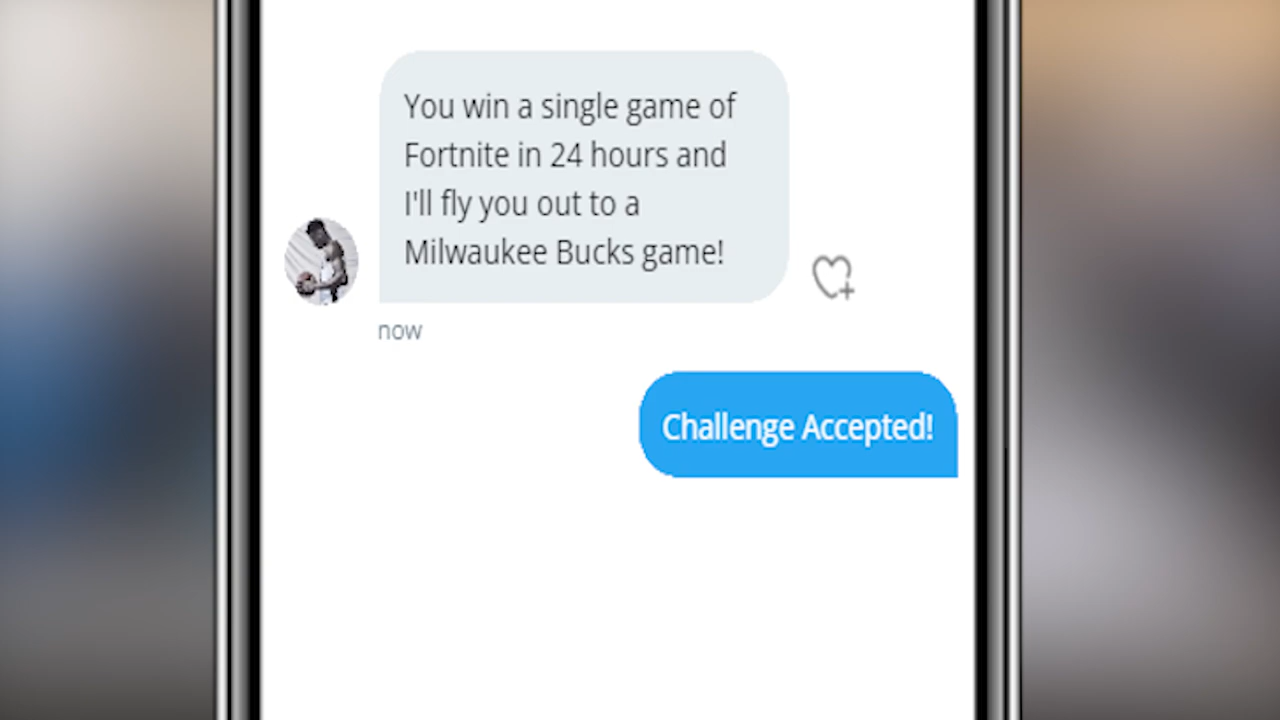 You win a single game of
Fortnite in 24 hours and
I'll fly you out to a
Milwaukee Bucks game!
now
Challenge Accepted!